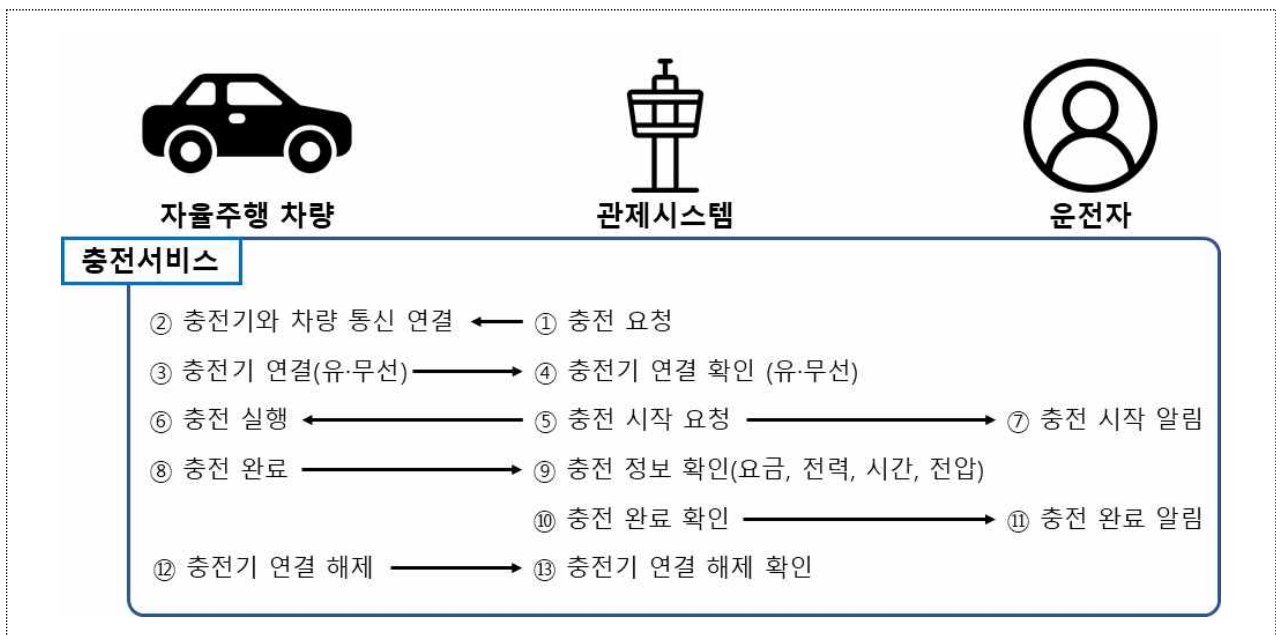 자율주행 차량 관제시스템 운전자
충전서비스
② 충전기와 차량 통신 연결 ① 충전 요청
③ 충전기 연결(유·무선) ④ 충전기 연결 확인 (유·무선)
⑥ 충전 실행 ⑤ 충전 시작 요청 ⑦ 충전 시작 알림
⑧ 충전 완료 ⑨ 충전 정보 확인(요금, 전력, 시간, 전압)
⑩ 충전 완료 확인 ⑪ 충전 완료 알림
⑫ 충전기 연결 해제 ⑬ 충전기 연결 해제 확인